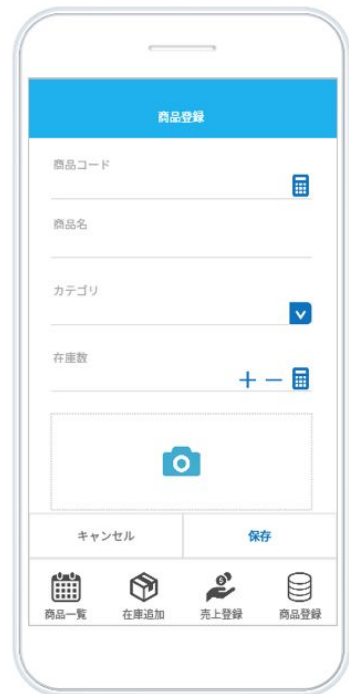 商品登録
商品コード
商品名
カテゴリ
在庫数
キャンセル 保存
商品一覧 在庫追加 売上登録 商品登録